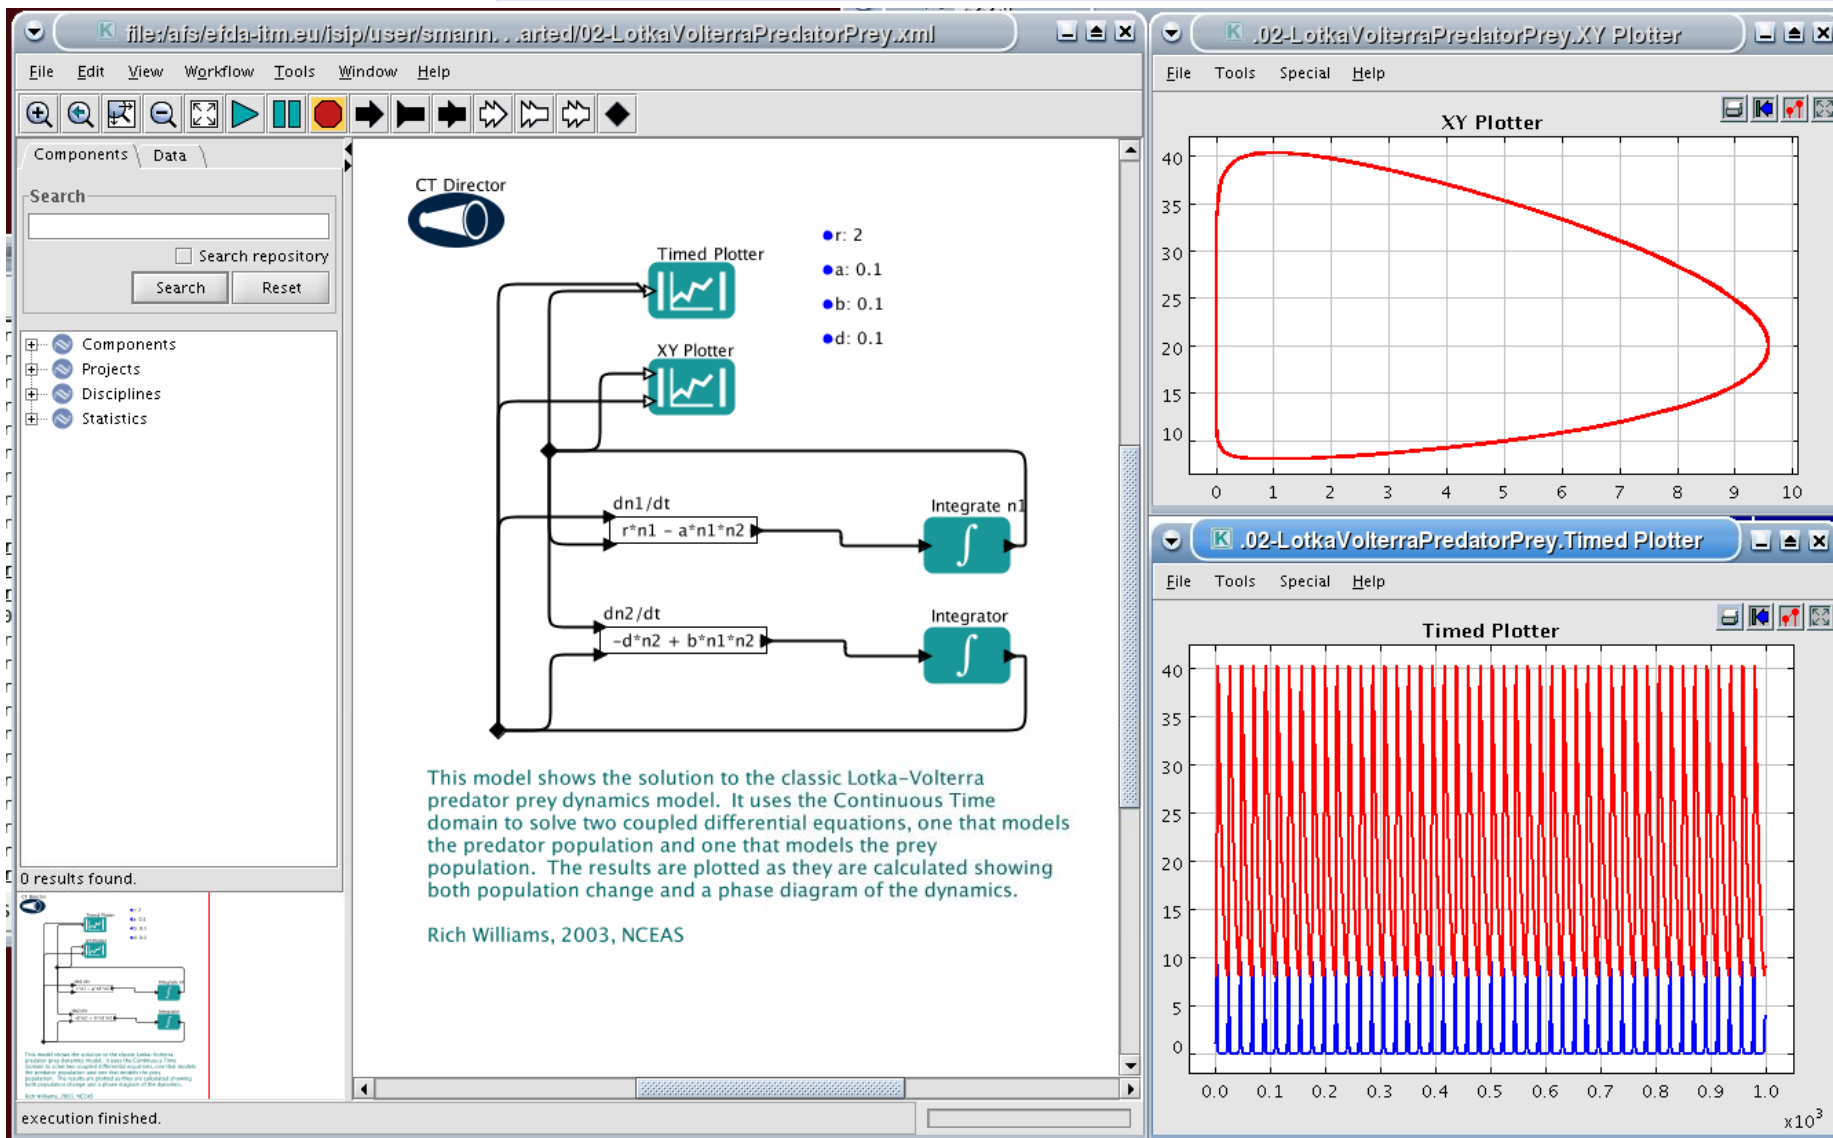 file:/afs/efda-itm.eu/isip/user/smann. . .arted/02-LotkaVolterraPredatorPrey.xml
File Edit View Workflow Tools Window Help
Components Data
Search
Search repository
Search Reset
Components
Projects
Disciplines
Statistics
0 results found.
CT Director
Timed Plotter
XY Plotter
r: 2
a: 0.1
b: 0.1
d: 0.1
dn1/dt
r*n1 - a*n1*n2
Integrate n1
dn2/dt
-d*n2 + b*n1*n2
Integrator
This model shows the solution to the classic Lotka-Volterra
predator prey dynamics model. It uses the Continuous Time
domain to solve two coupled differential equations, one that models
the predator population and one that models the prey
population. The results are plotted as they are calculated showing
both population change and a phase diagram of the dynamics.
Rich Williams, 2003, NCEAS
execution finished.
.02-LotkaVolterraPredatorPrey.XY Plotter
File Tools Special Help
XY Plotter
40
35
30
25
20
15
10
0 1 2 3 4 5 6 7 8 9 10
.02-LotkaVolterraPredatorPrey.Timed Plotter
File Tools Special Help
Timed Plotter
40
35
30
25
20
15
10
5
0
0.0 0.1 0.2 0.3 0.4 0.5 0.6 0.7 0.8 0.9 1.0
x10³